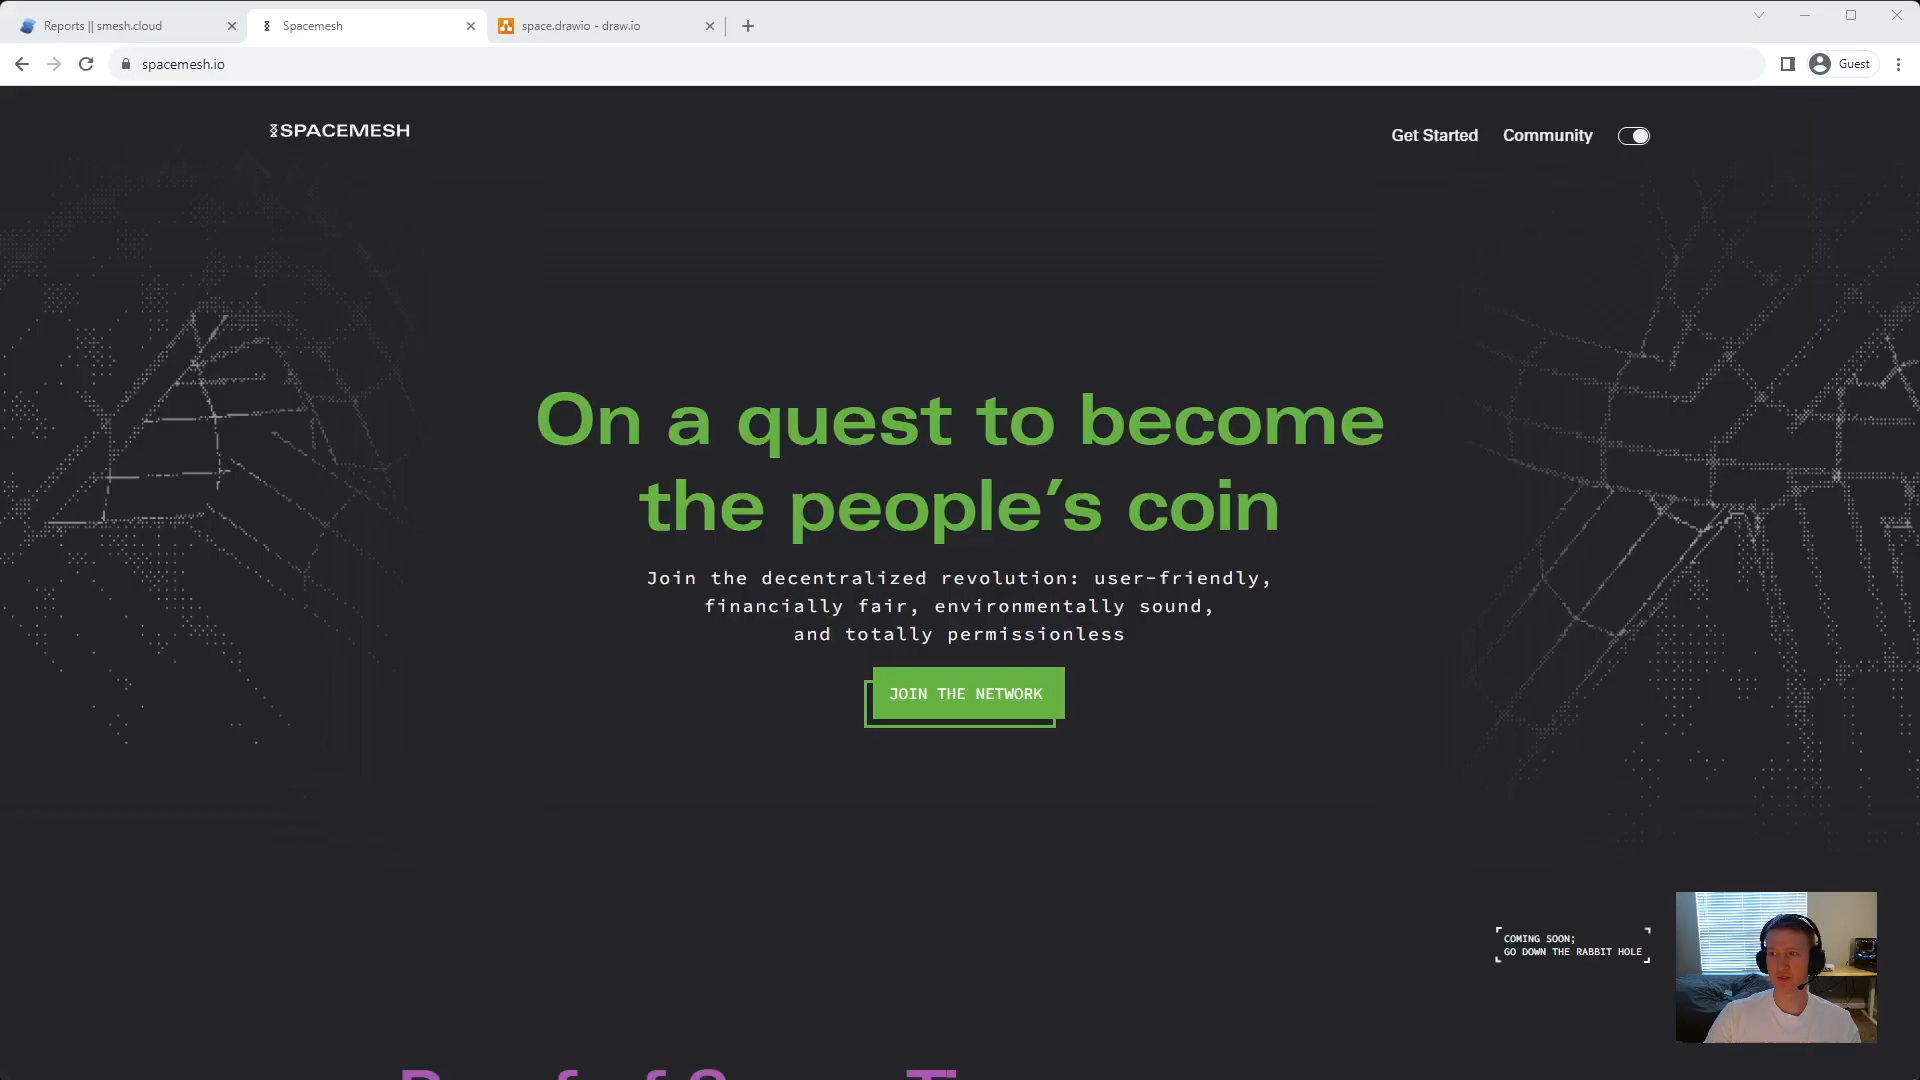 Reports || smesh.cloud
Spacemesh
space.drawio - draw.io
spacemesh.io
Guest
SPACEMESH
Get Started
Community
On a quest to become
the people's coin
Join the decentralized revolution: user-friendly,
financially fair, environmentally sound,
and totally permissionless
JOIN THE NETWORK
COMING SOON;
GO DOWN THE RABBIT HOLE